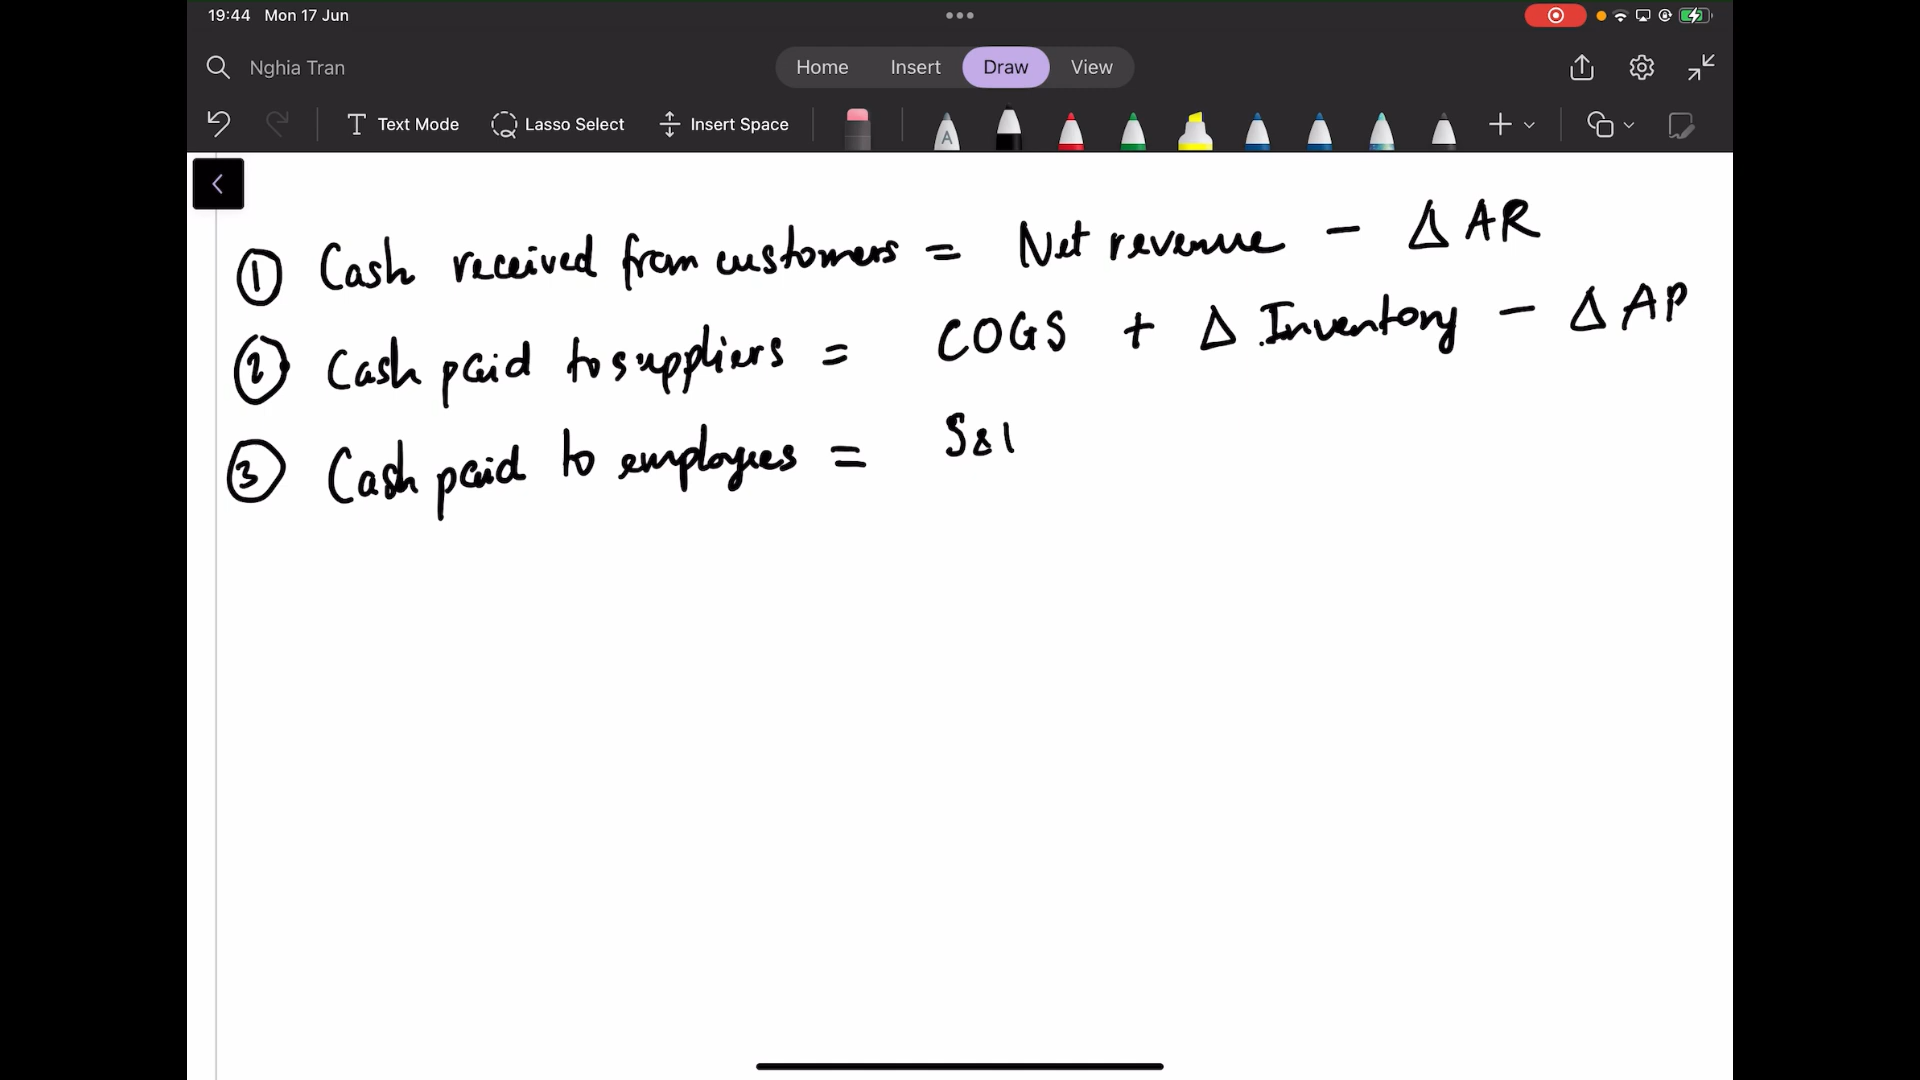 19:44 Mon 17 Jun
Nghia Tran
Home Insert Draw View
Text Mode Lasso Select Insert Space A
① Cash received from customers = Net revenue - Δ AR
② Cash paid to suppliers = COGS + Δ Inventory - Δ AP
③ Cash paid to employees = S&